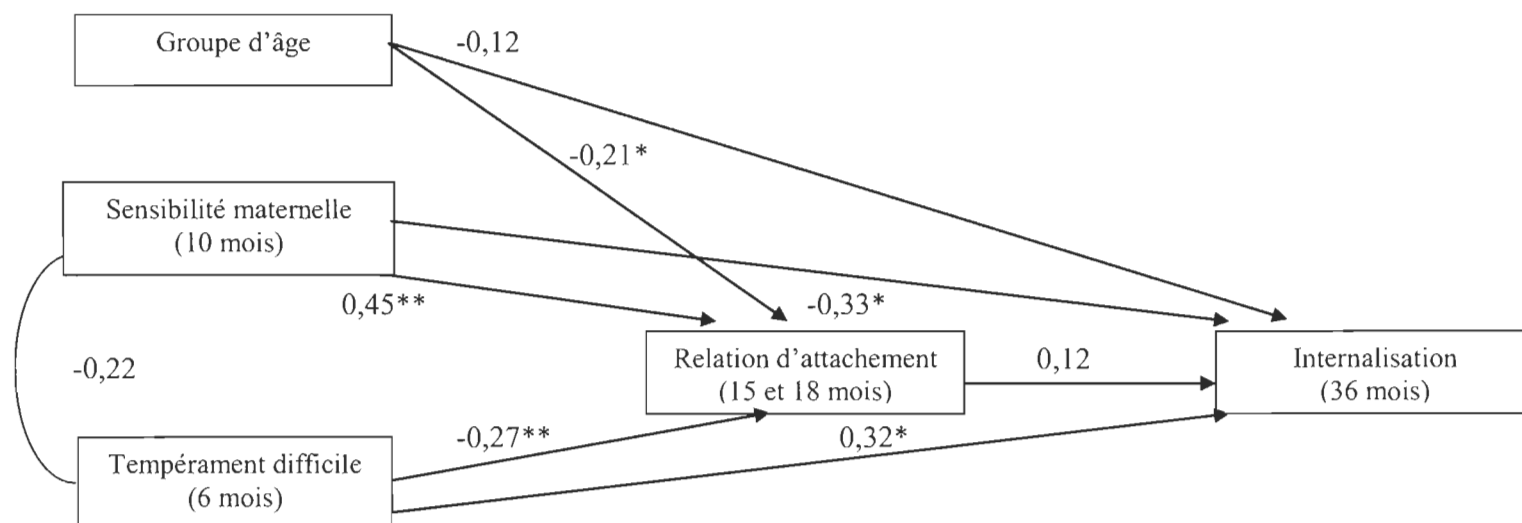 Groupe d'âge
-0,12
-0,21*
Sensibilité maternelle
(10 mois)
0,45**
-0,33*
Relation d'attachement
(15 et 18 mois)
0,12
Internalisation
(36 mois)
-0,22
-0,27**
0,32*
Tempérament difficile
(6 mois)